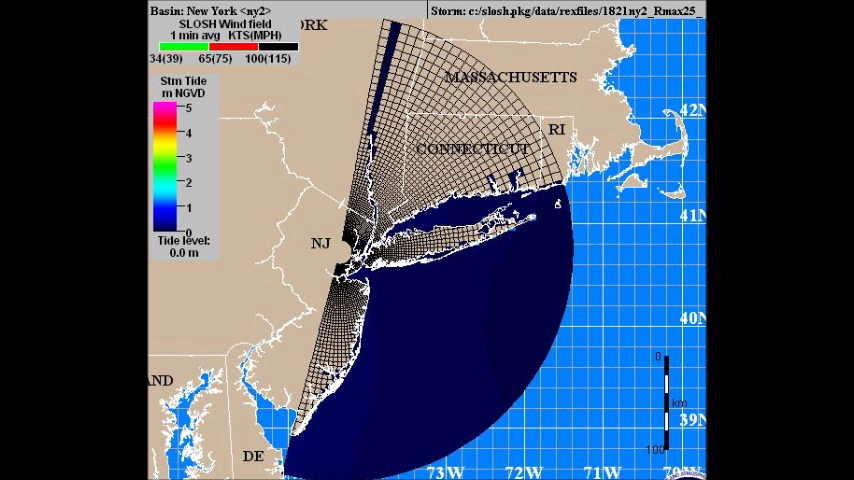 Basin: New York <ny2>
Storm: c:/slosh.pkg/data/rexfiles/1821ny2_Rmax25_
SLOSH Wind field
1 min avg KTS(MPH)
34(39) 65(75) 100(115)
ORK
Stm Tide
m NGVD
5
4
3
2
1
0
Tide level:
0.0 m
MASSACHUSETTS
CONNECTICUT
RI
NJ
AND
DE
42N
41N
40N
39N
0
km
100
73W 72W 71W 70W